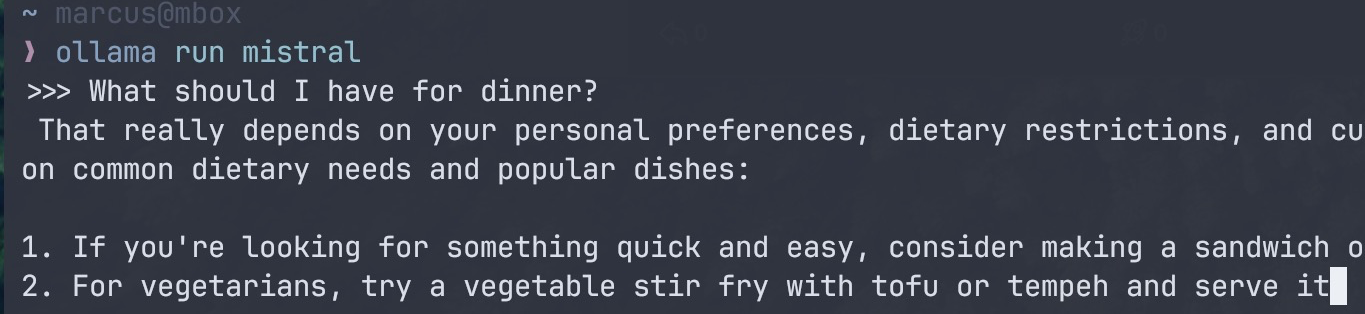 ~ marcus@mbox
❯ ollama run mistral
>>> What should I have for dinner?
That really depends on your personal preferences, dietary restrictions, and cu
on common dietary needs and popular dishes:
1. If you're looking for something quick and easy, consider making a sandwich o
2. For vegetarians, try a vegetable stir fry with tofu or tempeh and serve it